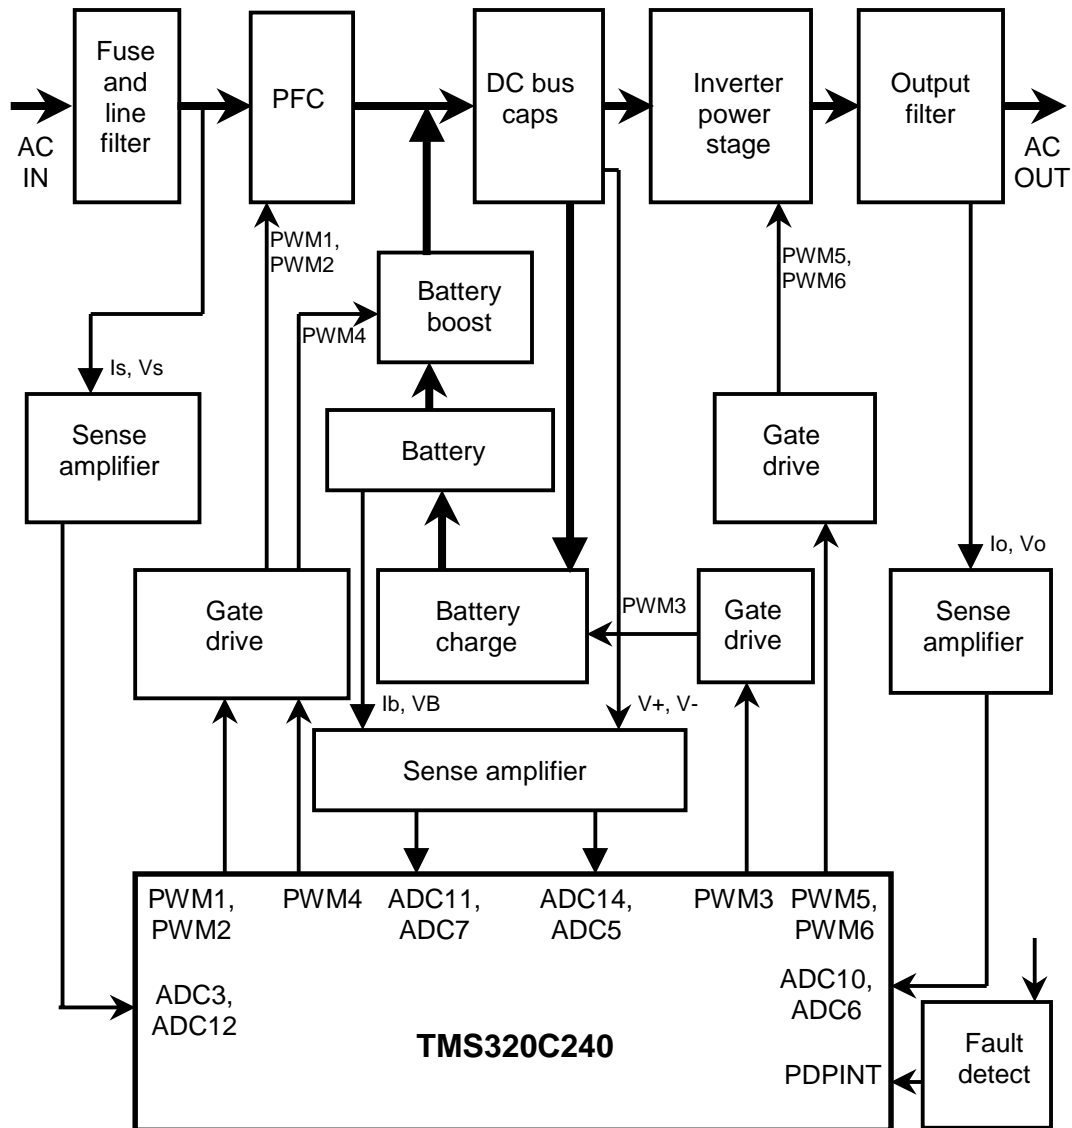 Fuse
and
line
filter
PFC
DC bus
caps
Inverter
power
stage
Output
filter
AC
IN
AC
OUT
PWM1,
PWM2
PWM5,
PWM6
Battery
boost
PWM4
Is, Vs
Sense
amplifier
Battery
Gate
drive
Io, Vo
Gate
drive
Battery
charge
PWM3
Gate
drive
Sense
amplifier
Ib, VB
V+, V-
Sense amplifier
PWM1,
PWM2
PWM4
ADC11,
ADC7
ADC14,
ADC5
PWM3
PWM5,
PWM6
ADC3,
ADC12
ADC10,
ADC6
TMS320C240
PDPINT
Fault
detect